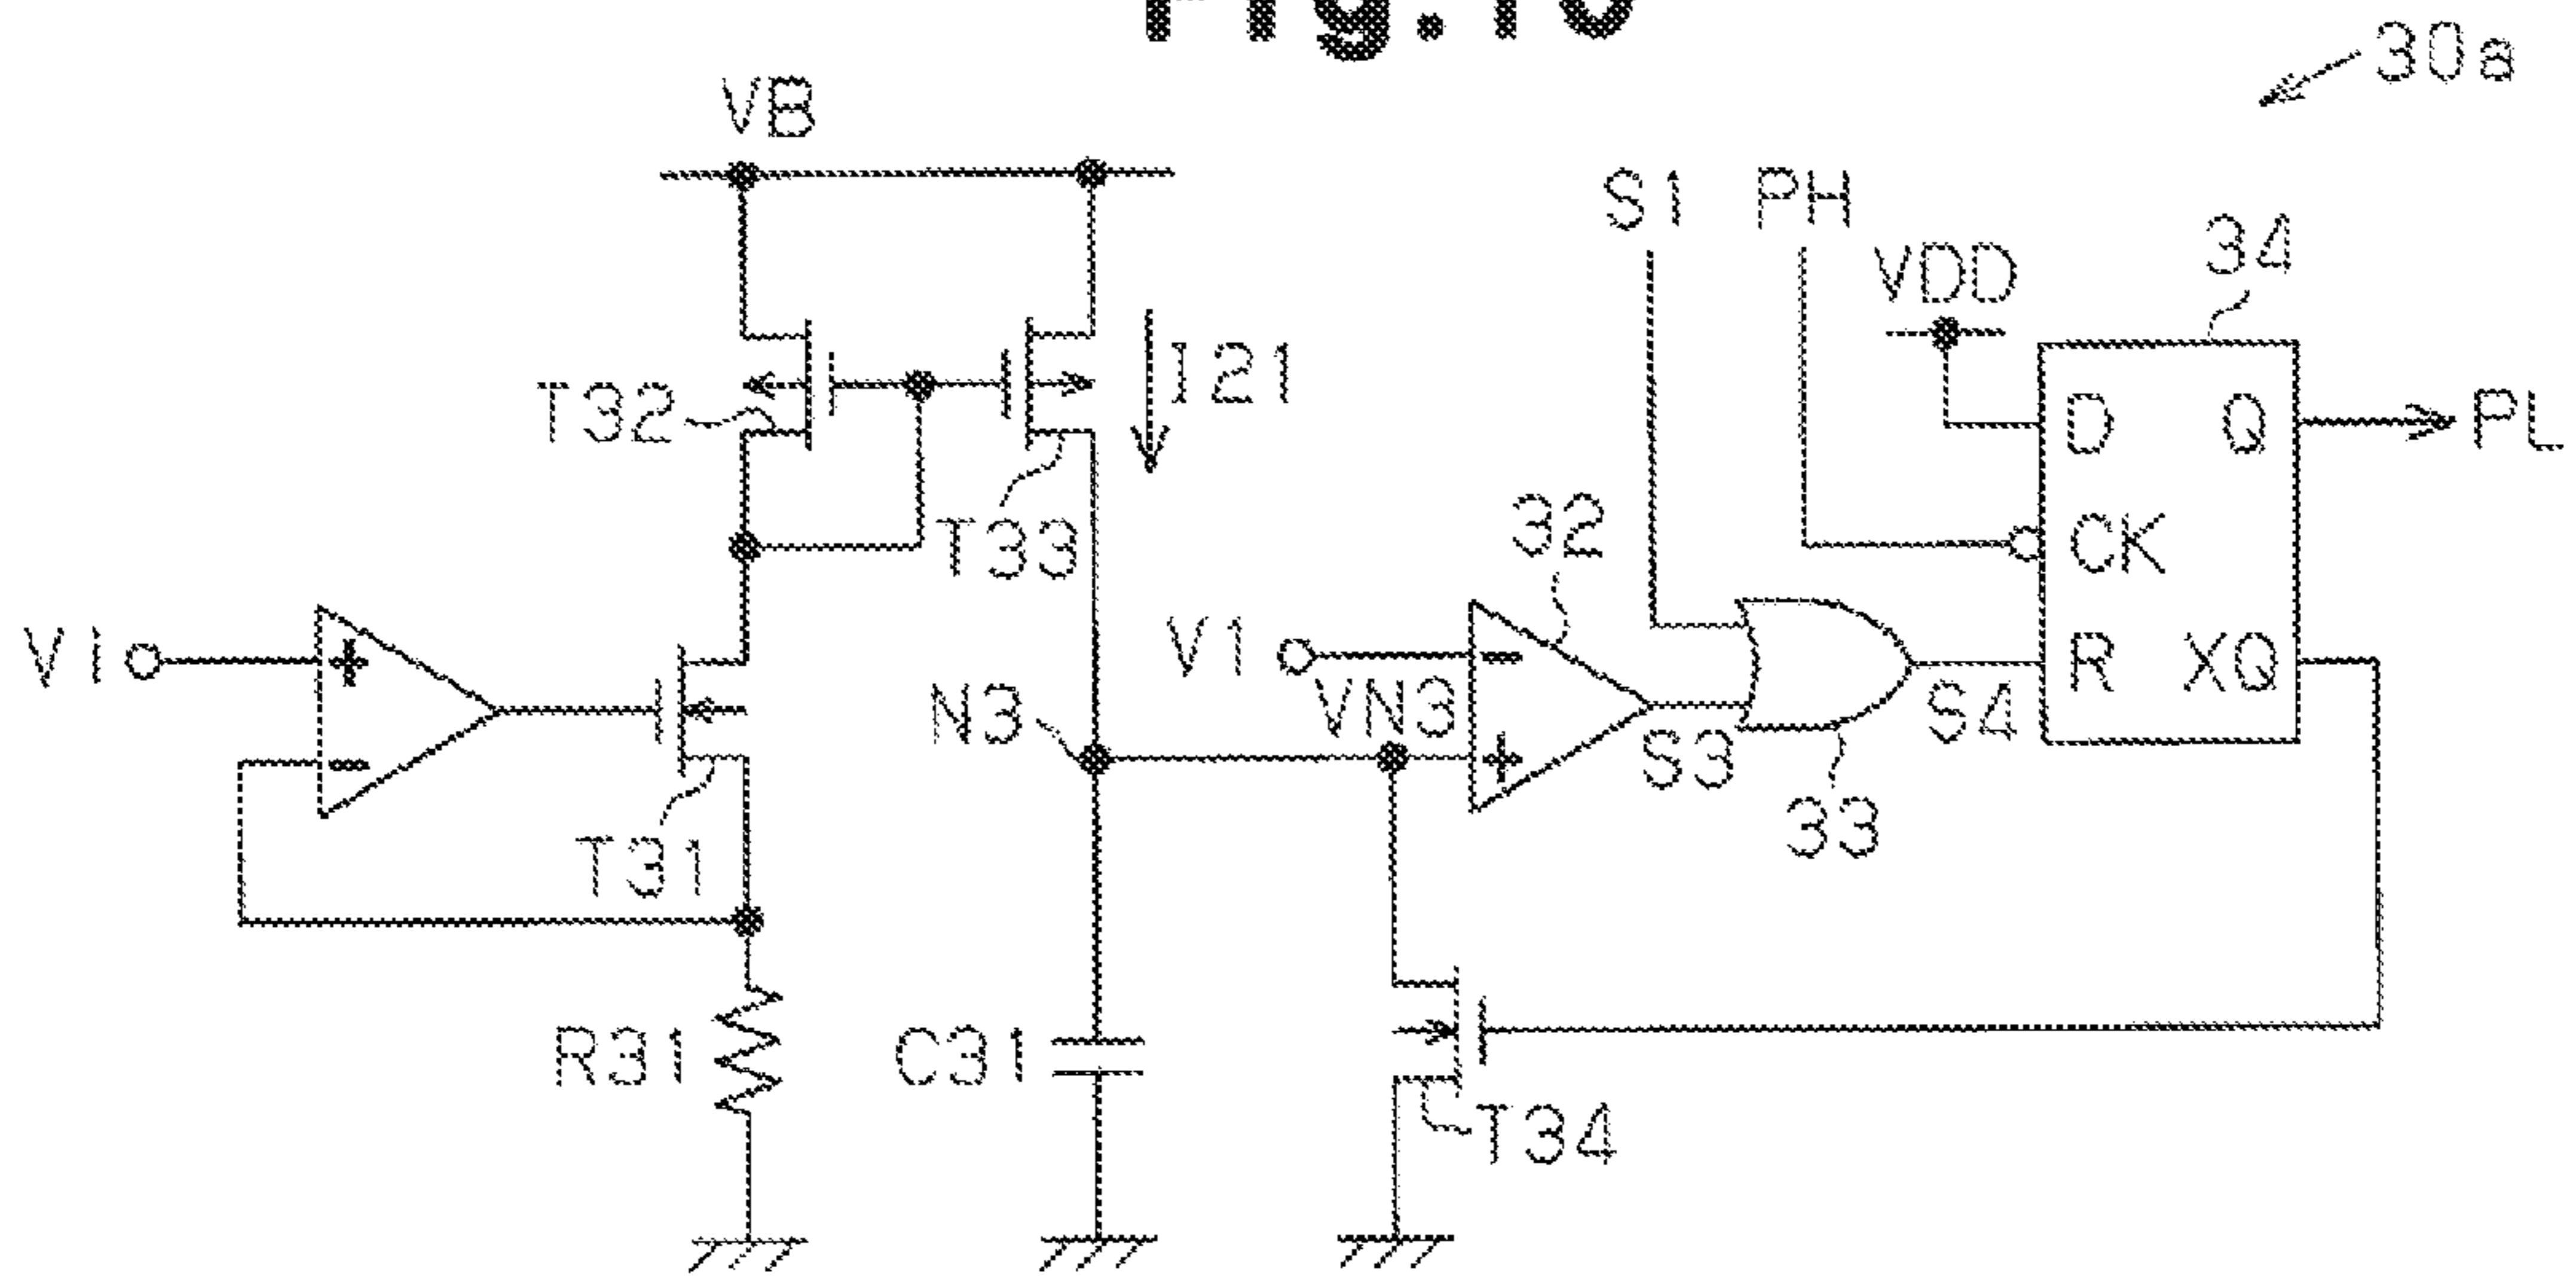 30a
VB
S1 PH
VDD
34
I21
T32
D Q
PL
T33
32
CK
Vi
V1
+
−
R XQ
N3
VN3
S3
S4
−
+
33
T31
R31
C31
T34